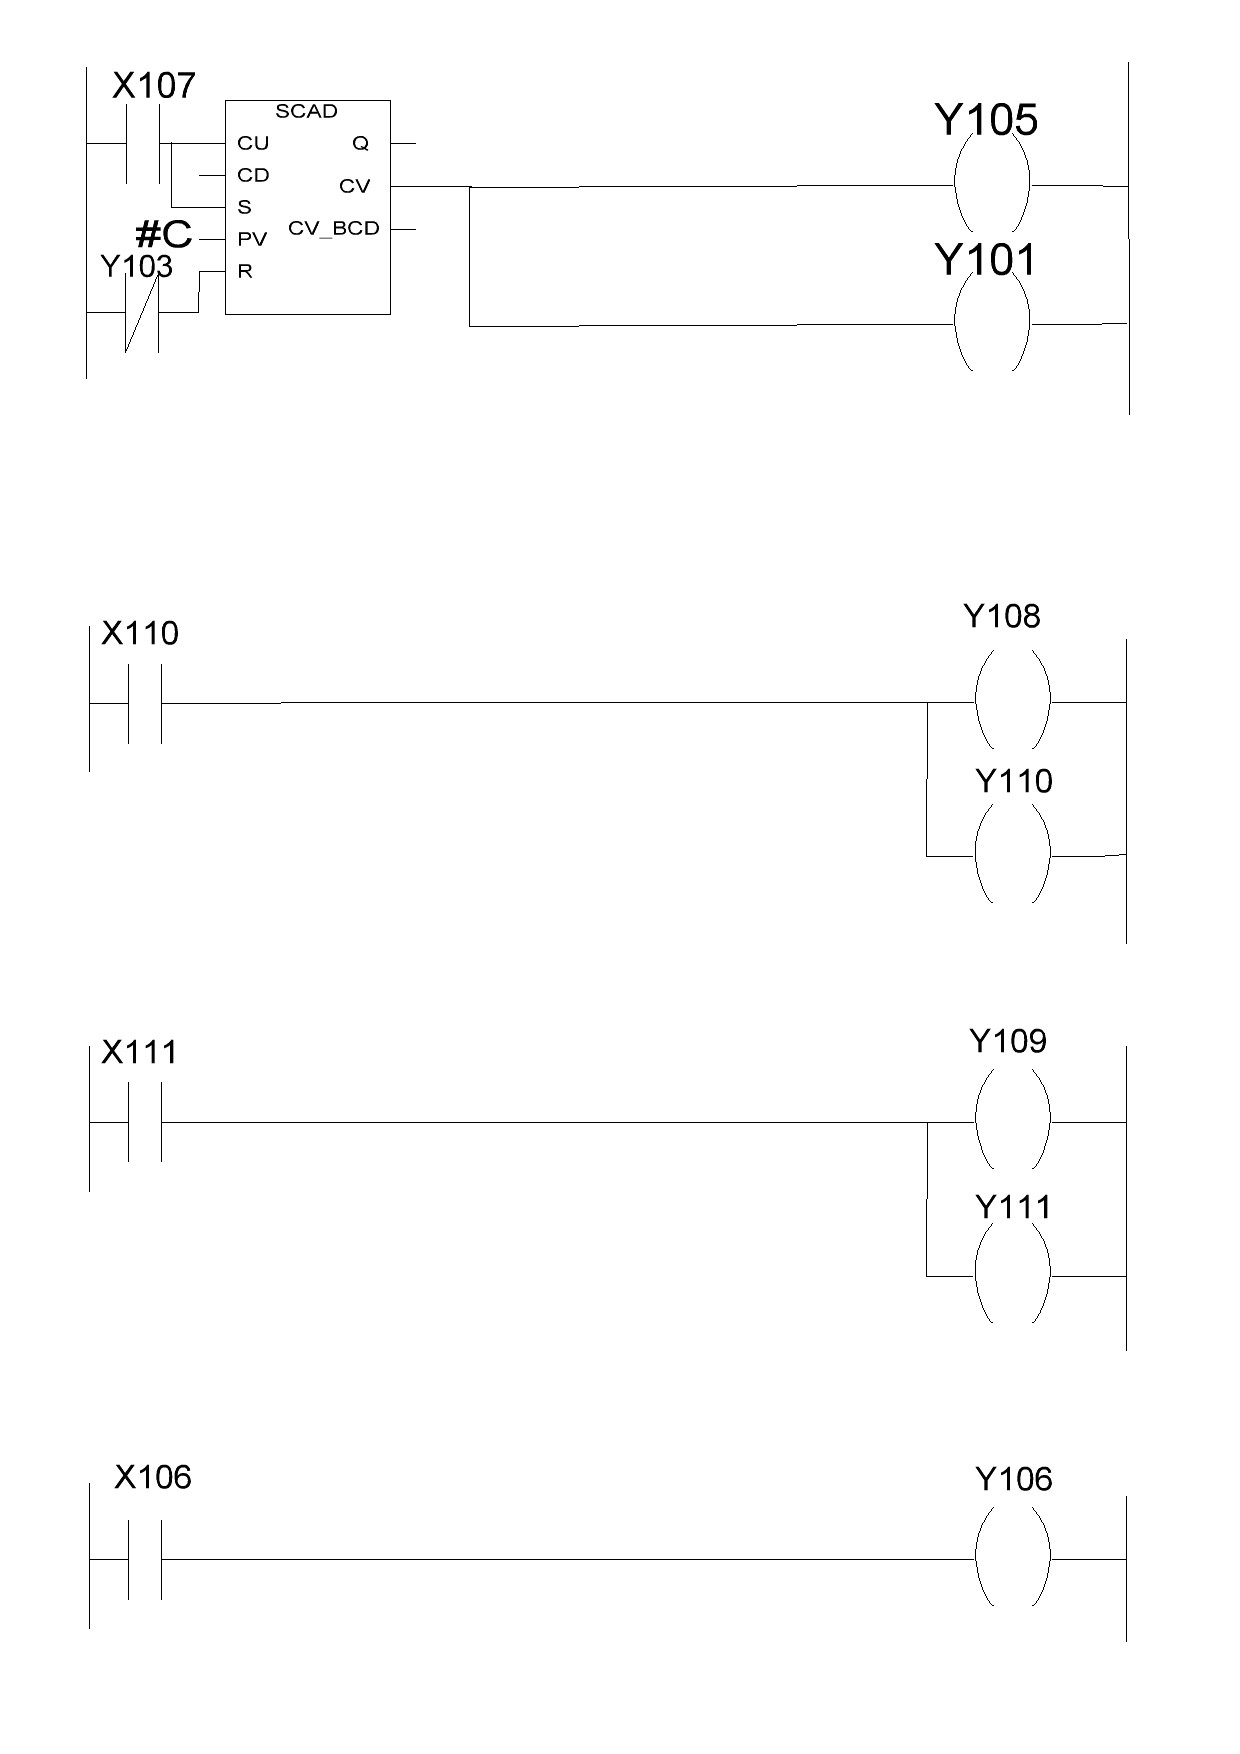 X107
SCAD
CU
Q
CD
CV
S
#C
PV
CV_BCD
Y103
R
Y105
Y101
X110
Y108
Y110
X111
Y109
Y111
X106
Y106